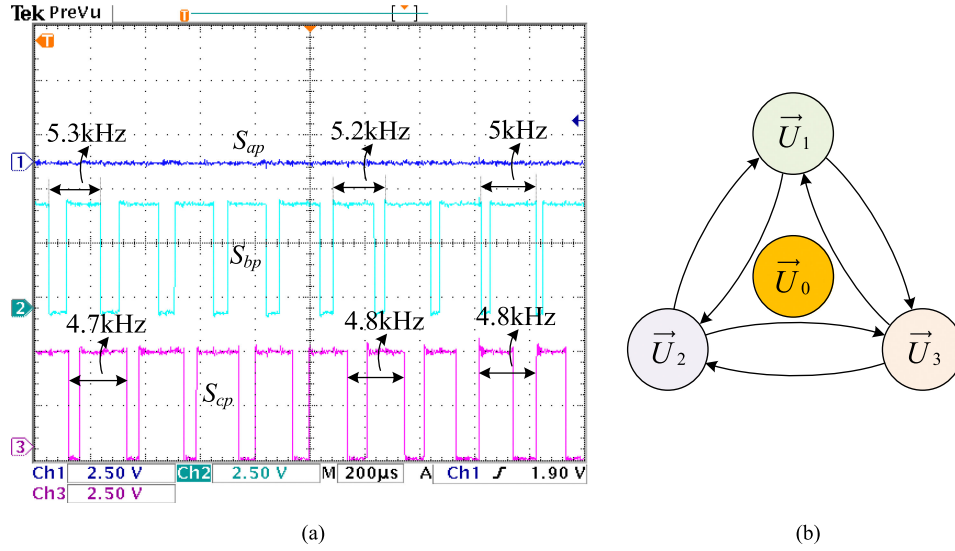 Tek PreVu
T
[ ]
T
5.3kHz
S_ap
5.2kHz
5kHz
1
S_bp
2
4.7kHz
4.8kHz
4.8kHz
S_cp
3
Ch1 2.50 V Ch2 2.50 V M 200µs A Ch1 1.90 V
Ch3 2.50 V
(a)
U⃗₁
U⃗₀
U⃗₂
U⃗₃
(b)